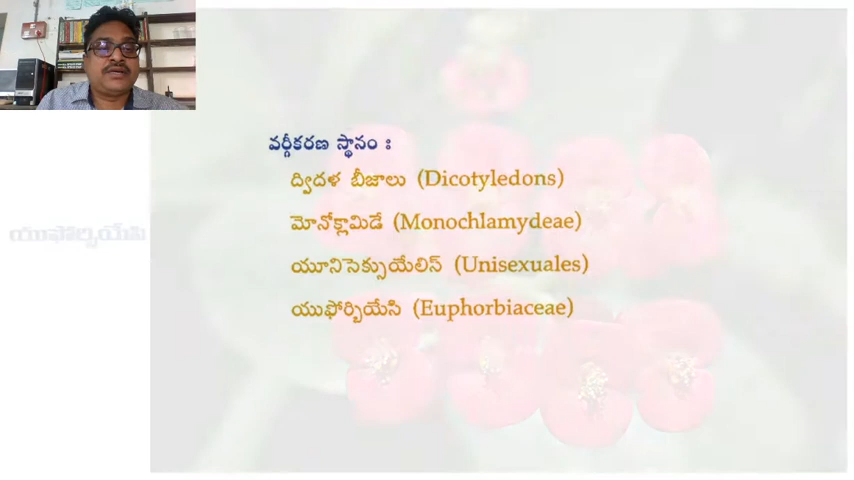 వర్గీకరణ స్థానం :
ద్విదళ బీజాలు (Dicotyledons)
మోనోక్లామిడే (Monochlamydeae)
యుఫోర్బియేసి
యూనిసెక్సుయేలిస్ (Unisexuales)
యుఫోర్బియేసి (Euphorbiaceae)